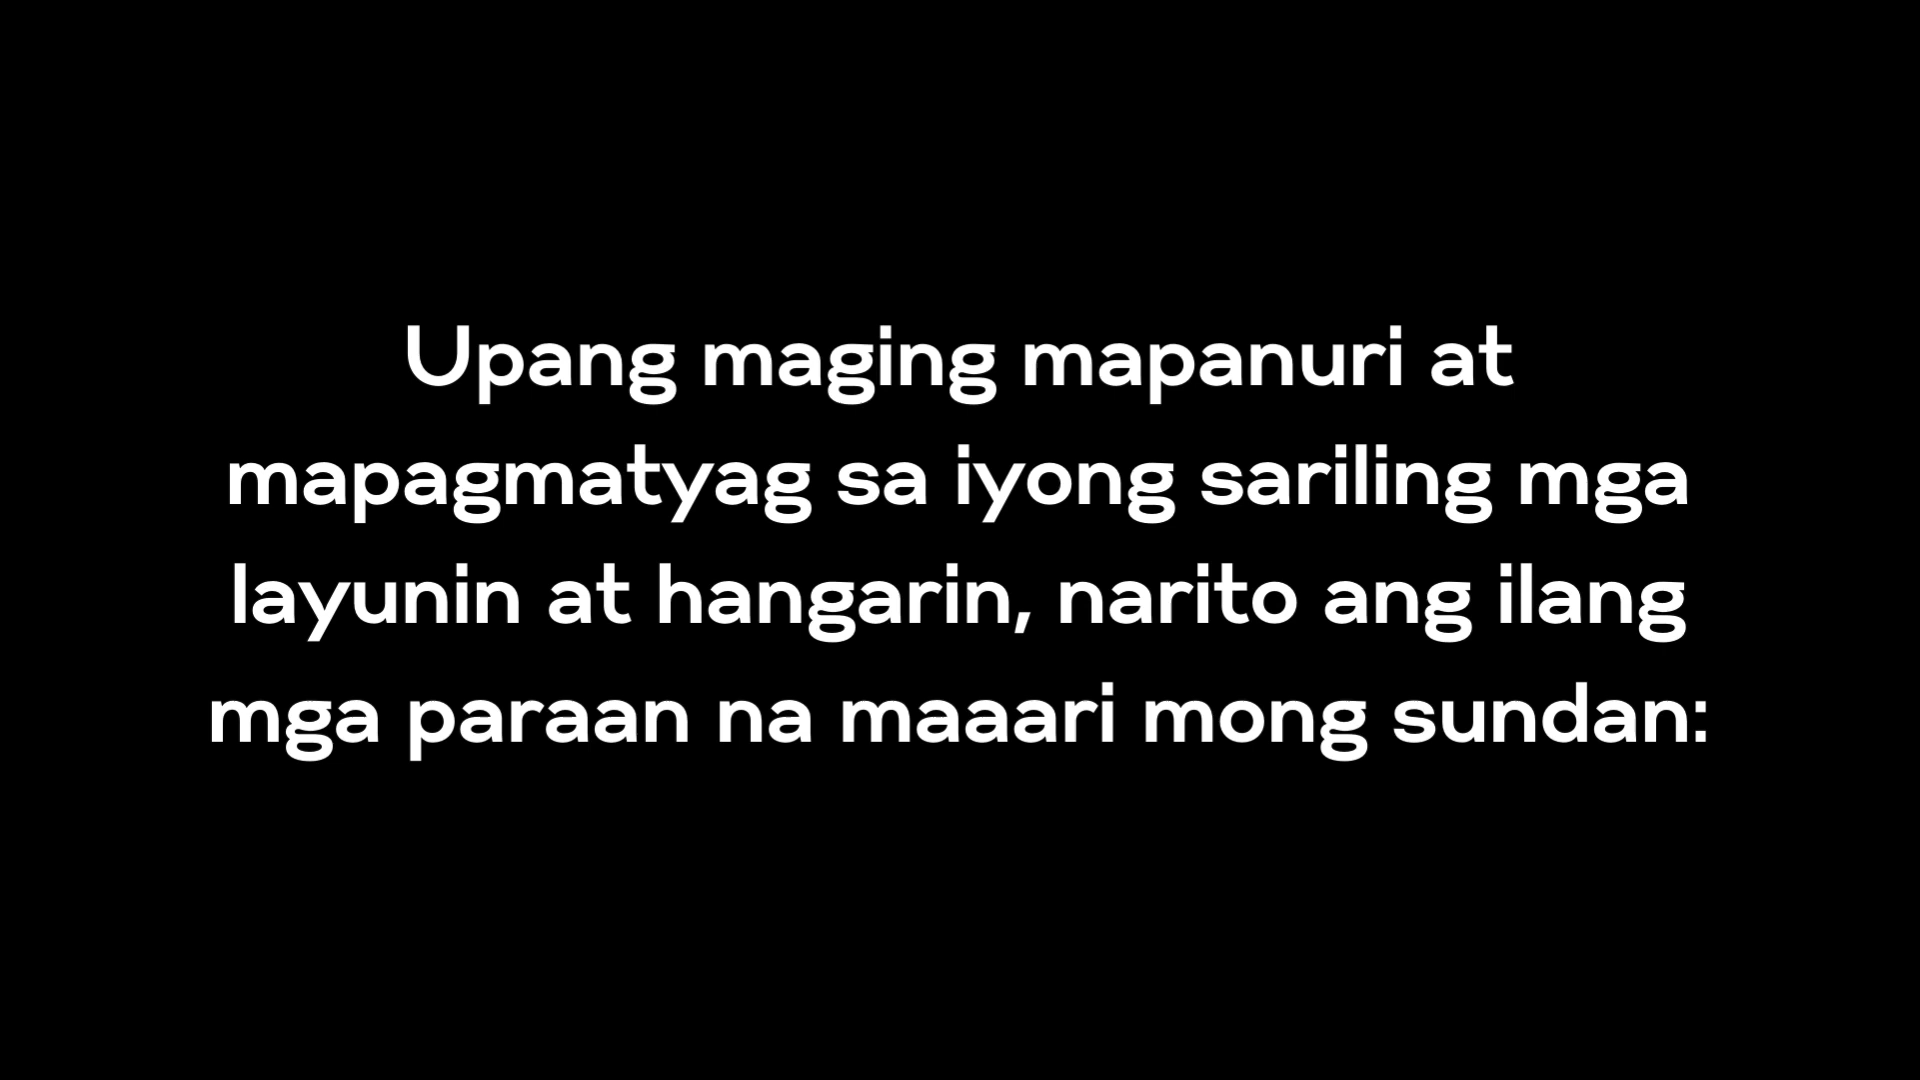 Upang maging mapanuri at
mapagmatyag sa iyong sariling mga
layunin at hangarin, narito ang ilang
mga paraan na maaari mong sundan: